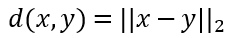 d(x, y) = ||x − y||₂